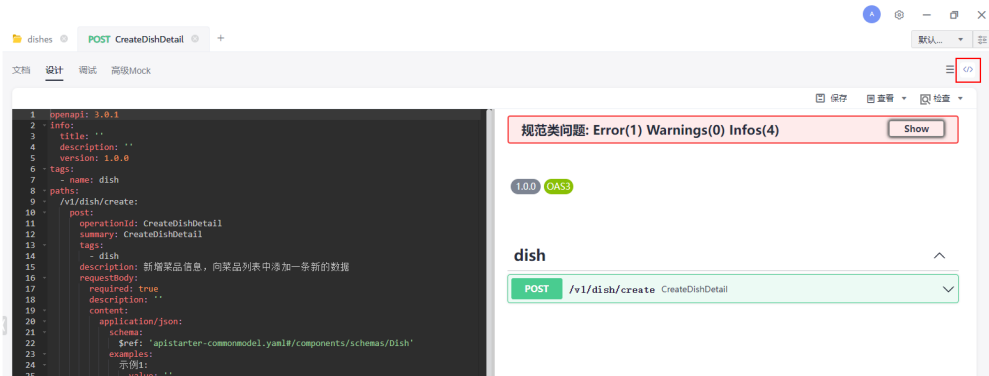 A
dishes
POST CreateDishDetail
+
默认...
文档 设计 调试 高级Mock
</>
保存 查看 检查
1 openapi: 3.0.1
2 info:
3 title: ''
4 description: ''
5 version: 1.0.0
6 tags:
7 - name: dish
8 paths:
9 /v1/dish/create:
10 post:
11 operationId: CreateDishDetail
12 summary: CreateDishDetail
13 tags:
14 - dish
15 description: 新增菜品信息，向菜品列表中添加一条新的数据
16 requestBody:
17 required: true
18 description: ''
19 content:
20 application/json:
21 schema:
22 $ref: 'apistarter-commonmodel.yaml#/components/schemas/Dish'
23 examples:
24 示例1:
25 value: ''
规范类问题: Error(1) Warnings(0) Infos(4)
Show
1.0.0 OAS3
dish
POST /v1/dish/create CreateDishDetail